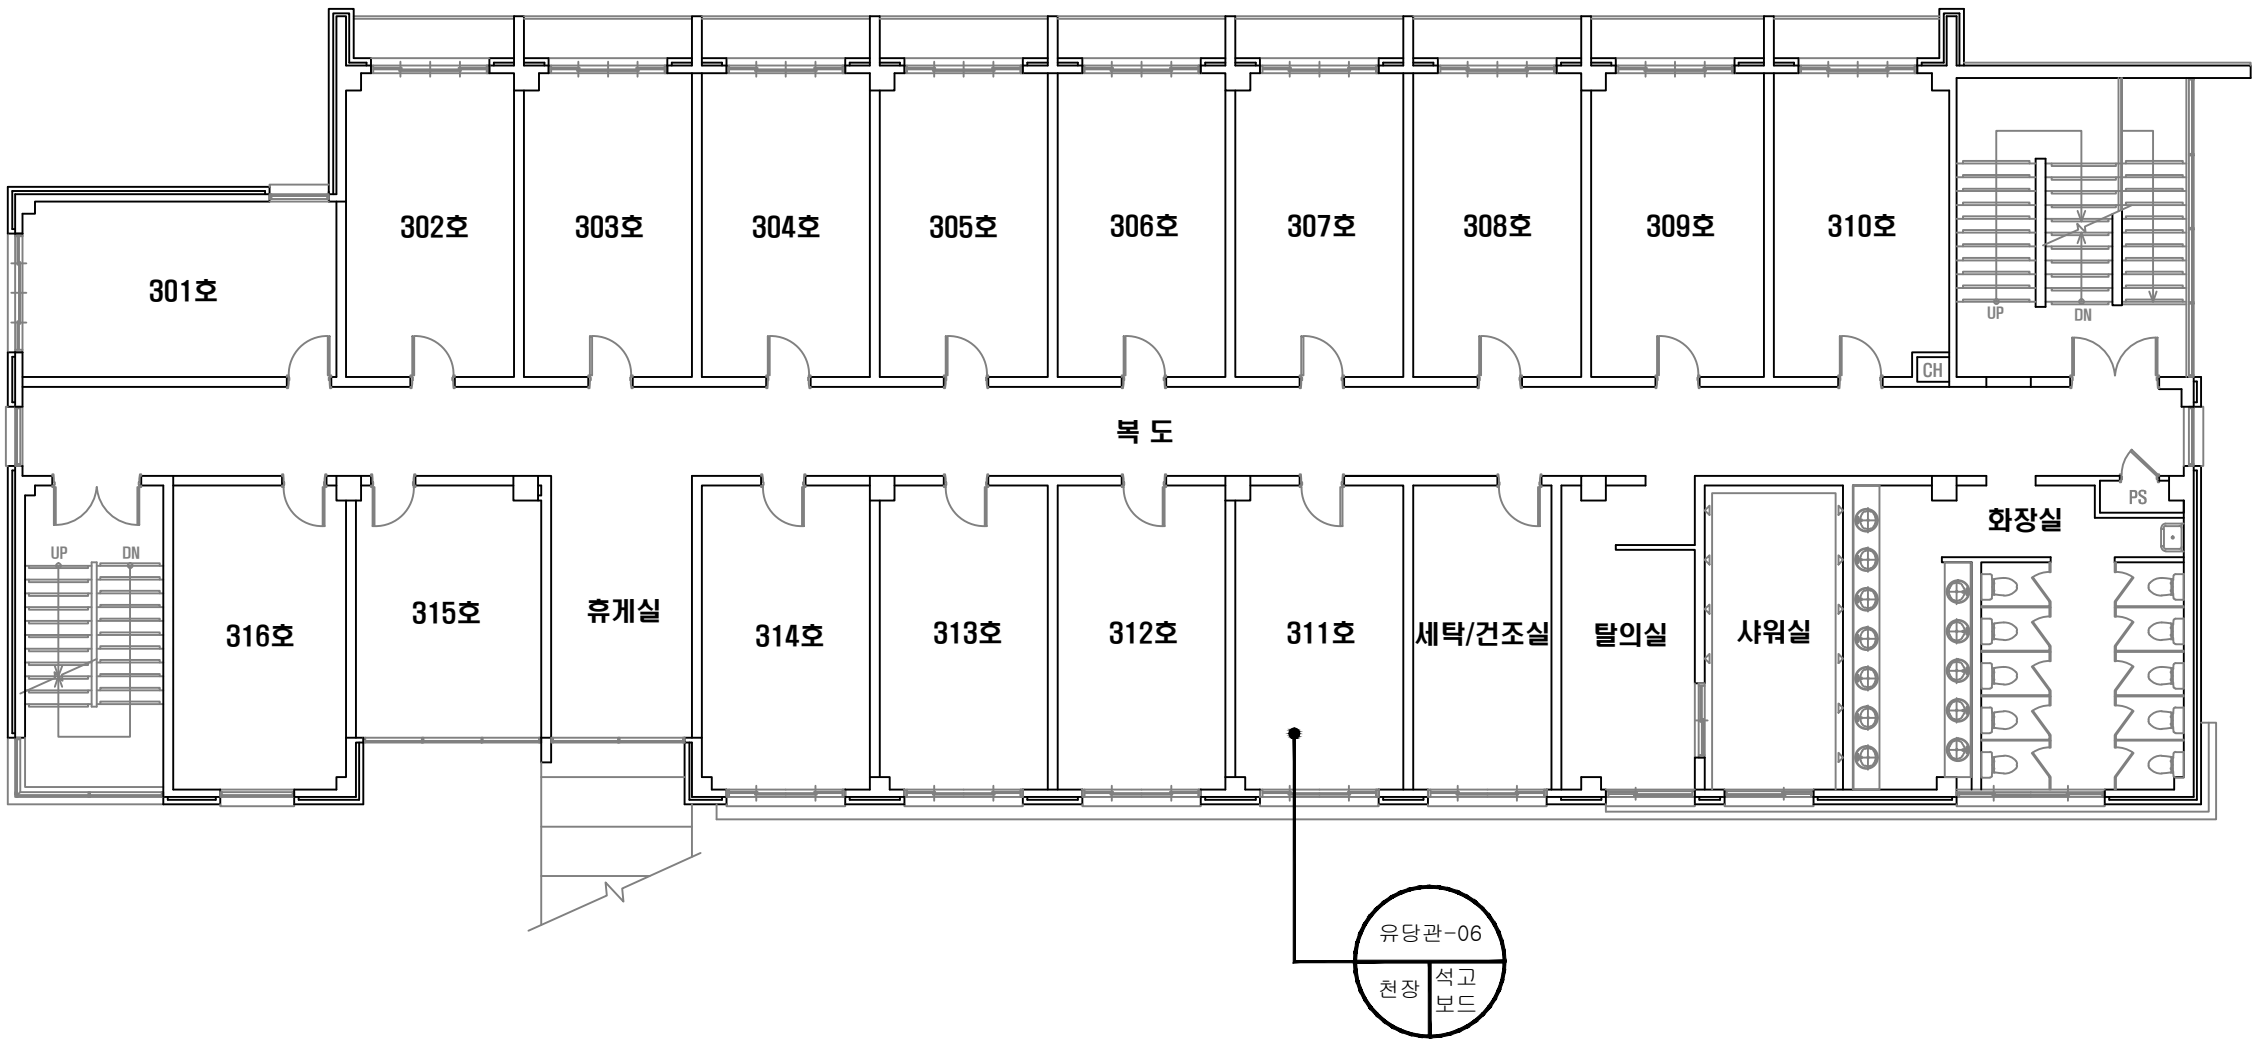 302호 303호 304호 305호 306호 307호 308호 309호 310호
301호
UP DN
CH
복 도
PS
화장실
UP DN
316호 315호 휴게실 314호 313호 312호 311호 세탁/건조실 탈의실 샤워실
유당관-06
천장 석고
보드